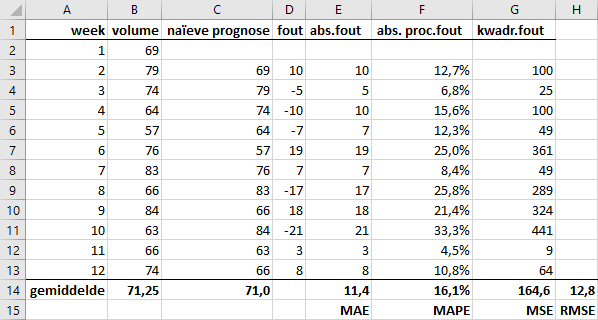 A B C D E F G H
1 week volume naïeve prognose fout abs.fout abs. proc.fout kwadr.fout
2 1 69
3 2 79 69 10 10 12,7% 100
4 3 74 79 -5 5 6,8% 25
5 4 64 74 -10 10 15,6% 100
6 5 57 64 -7 7 12,3% 49
7 6 76 57 19 19 25,0% 361
8 7 83 76 7 7 8,4% 49
9 8 66 83 -17 17 25,8% 289
10 9 84 66 18 18 21,4% 324
11 10 63 84 -21 21 33,3% 441
12 11 66 63 3 3 4,5% 9
13 12 74 66 8 8 10,8% 64
14 gemiddelde 71,25 71,0 11,4 16,1% 164,6 12,8
15 MAE MAPE MSE RMSE